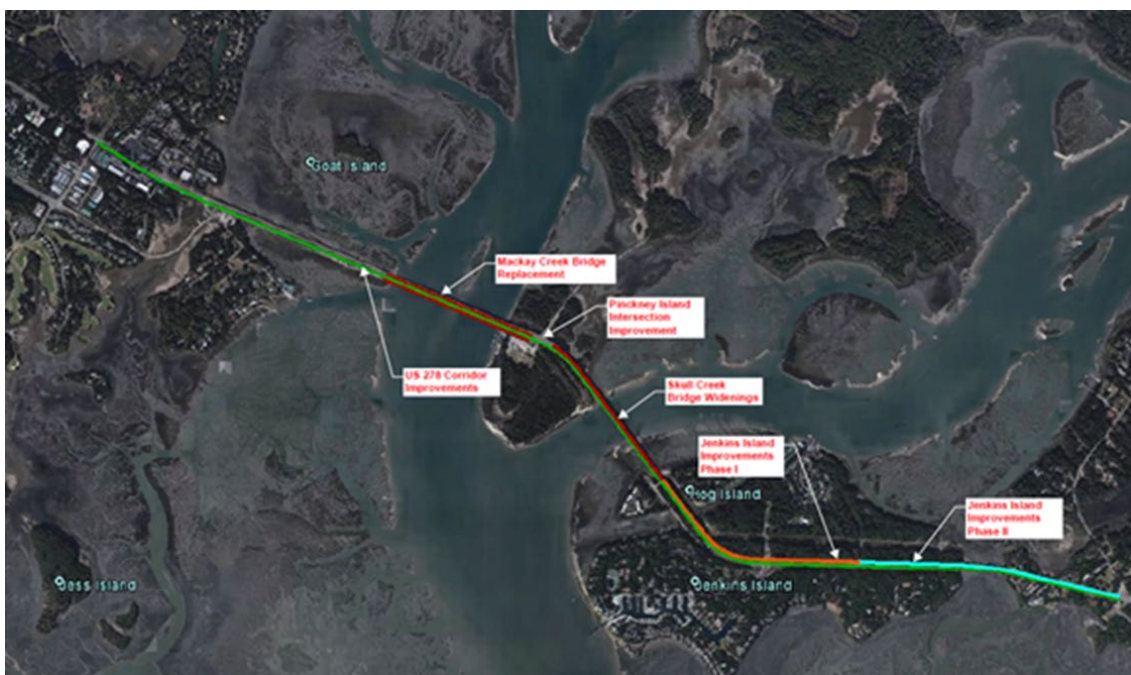 Goat Island
Mackay Creek Bridge
Replacement
Pinckney Island
Intersection
Improvement
US 278 Corridor
Improvements
Skull Creek
Bridge Widenings
Jenkins Island
Improvements
Phase I
Hog Island
Jenkins Island
Improvements
Phase II
Bess Island
Jenkins Island